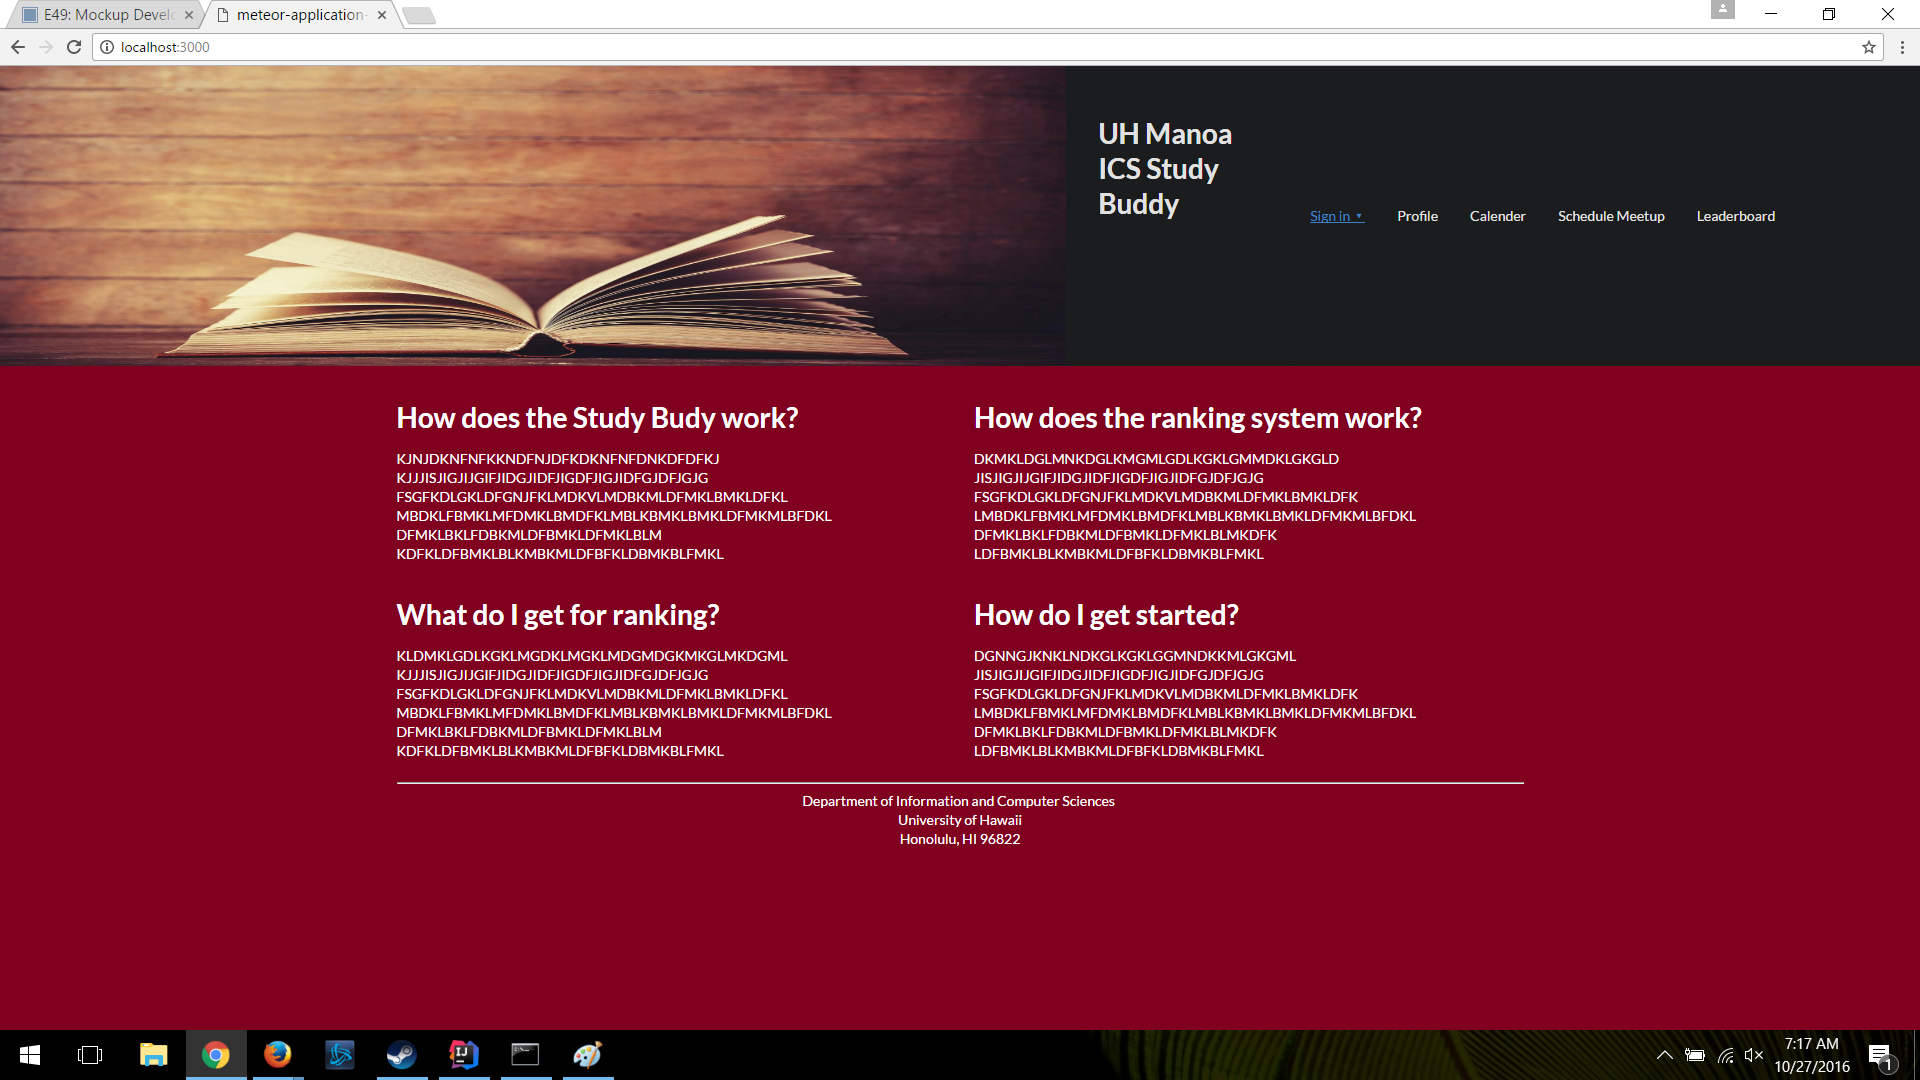 E49: Mockup Develo
meteor-application-
localhost:3000
UH Manoa
ICS Study
Buddy
Sign in ▾ Profile Calender Schedule Meetup Leaderboard
How does the Study Budy work?
KJNJDKNFNFKKNDFNJDFKDKNFNFDNKDFDFKJ
KJJJISJIGJIJGIFJIDGJIDFJIGDFJIGJIDFGJDFJGJG
FSGFKDLGKLDFGNJFKLMDKVLMDBKMLDFMKLBMKLDFKL
MBDKLFBMKLMFDMKLBMDFKLMBLKBMKLBMKLDFMKMLBFDKL
DFMKLBKLFDBKMLDFBMKLDFMKLBLM
KDFKLDFBMKLBLKMBKMLDFBFKLDBMKBLFMKL
How does the ranking system work?
DKMKLDGLMNKDGLKMGMLGDLKGKLGMMDKLGKGLD
JISJIGJIJGIFJIDGJIDFJIGDFJIGJIDFGJDFJGJG
FSGFKDLGKLDFGNJFKLMDKVLMDBKMLDFMKLBMKLDFK
LMBDKLFBMKLMFDMKLBMDFKLMBLKBMKLBMKLDFMKMLBFDKL
DFMKLBKLFDBKMLDFBMKLDFMKLBLMKDFK
LDFBMKLBLKMBKMLDFBFKLDBMKBLFMKL
What do I get for ranking?
KLDMKLGDLKGKLMGDKLMGKLMDGMDGKMKGLMKDGML
KJJJISJIGJIJGIFJIDGJIDFJIGDFJIGJIDFGJDFJGJG
FSGFKDLGKLDFGNJFKLMDKVLMDBKMLDFMKLBMKLDFKL
MBDKLFBMKLMFDMKLBMDFKLMBLKBMKLBMKLDFMKMLBFDKL
DFMKLBKLFDBKMLDFBMKLDFMKLBLM
KDFKLDFBMKLBLKMBKMLDFBFKLDBMKBLFMKL
How do I get started?
DGNNGJKNKLNDKGLKGKLGGMNDKKMLGKGML
JISJIGJIJGIFJIDGJIDFJIGDFJIGJIDFGJDFJGJG
FSGFKDLGKLDFGNJFKLMDKVLMDBKMLDFMKLBMKLDFK
LMBDKLFBMKLMFDMKLBMDFKLMBLKBMKLBMKLDFMKMLBFDKL
DFMKLBKLFDBKMLDFBMKLDFMKLBLMKDFK
LDFBMKLBLKMBKMLDFBFKLDBMKBLFMKL
Department of Information and Computer Sciences
University of Hawaii
Honolulu, HI 96822
7:17 AM
10/27/2016
1